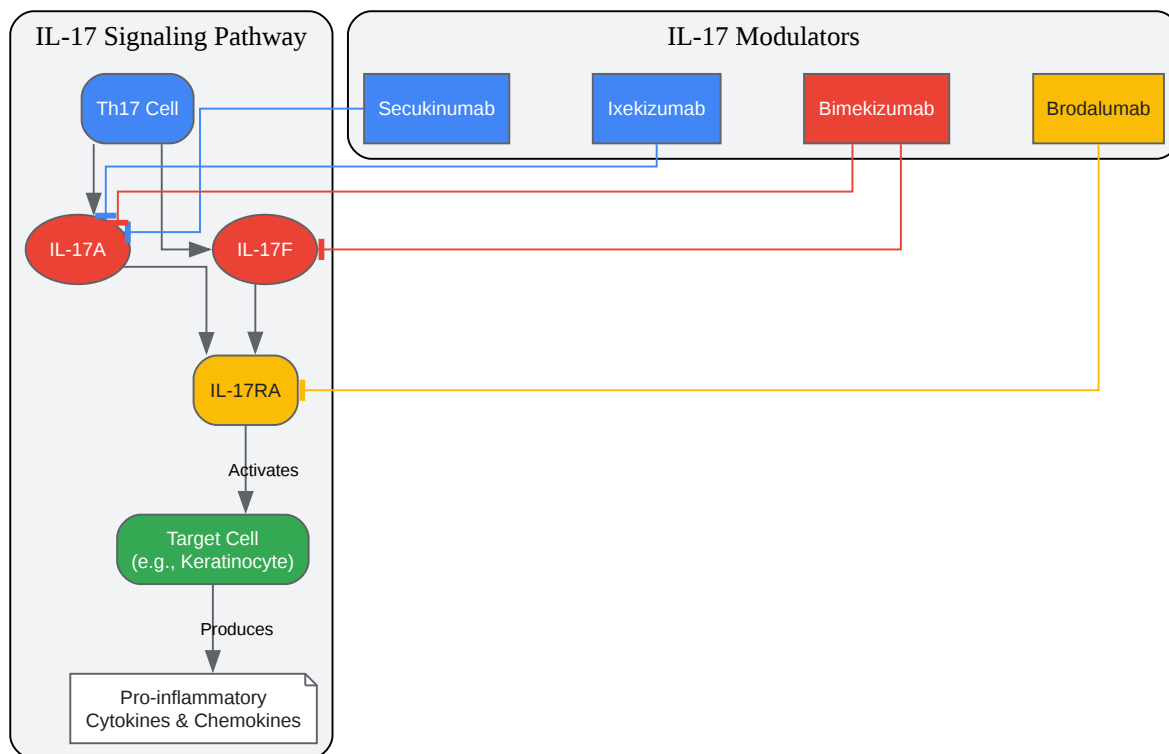 IL-17 Signaling Pathway
IL-17 Modulators
Th17 Cell
Secukinumab
Ixekizumab
Bimekizumab
Brodalumab
IL-17A
IL-17F
IL-17RA
Activates
Target Cell
(e.g., Keratinocyte)
Produces
Pro-inflammatory
Cytokines & Chemokines